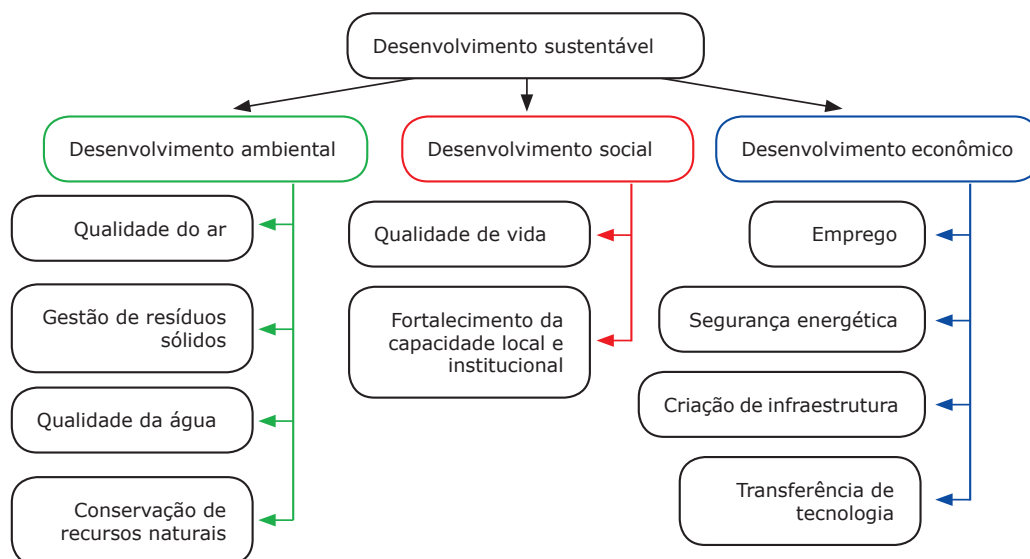 Desenvolvimento sustentável
Desenvolvimento ambiental
Qualidade do ar
Gestão de resíduos
sólidos
Qualidade da água
Conservação de
recursos naturais
Desenvolvimento social
Qualidade de vida
Fortalecimento da
capacidade local e
institucional
Desenvolvimento econômico
Emprego
Segurança energética
Criação de infraestrutura
Transferência de
tecnologia